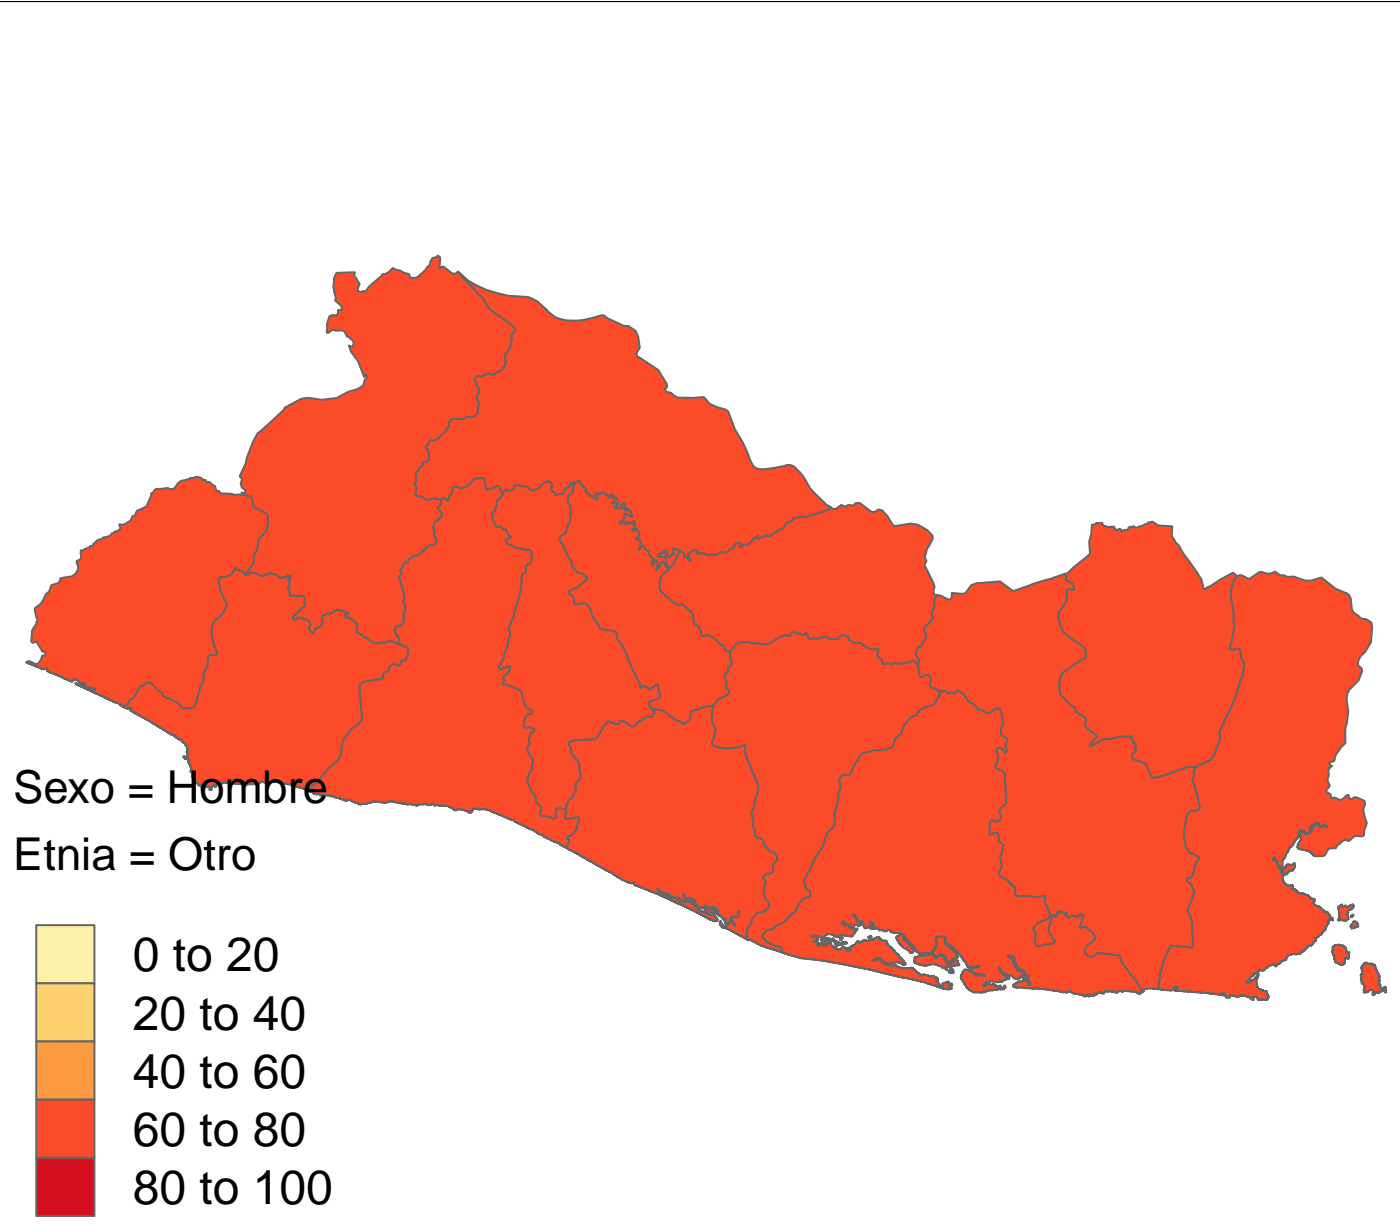 Sexo = Hombre
Etnia = Otro
0 to 20
20 to 40
40 to 60
60 to 80
80 to 100